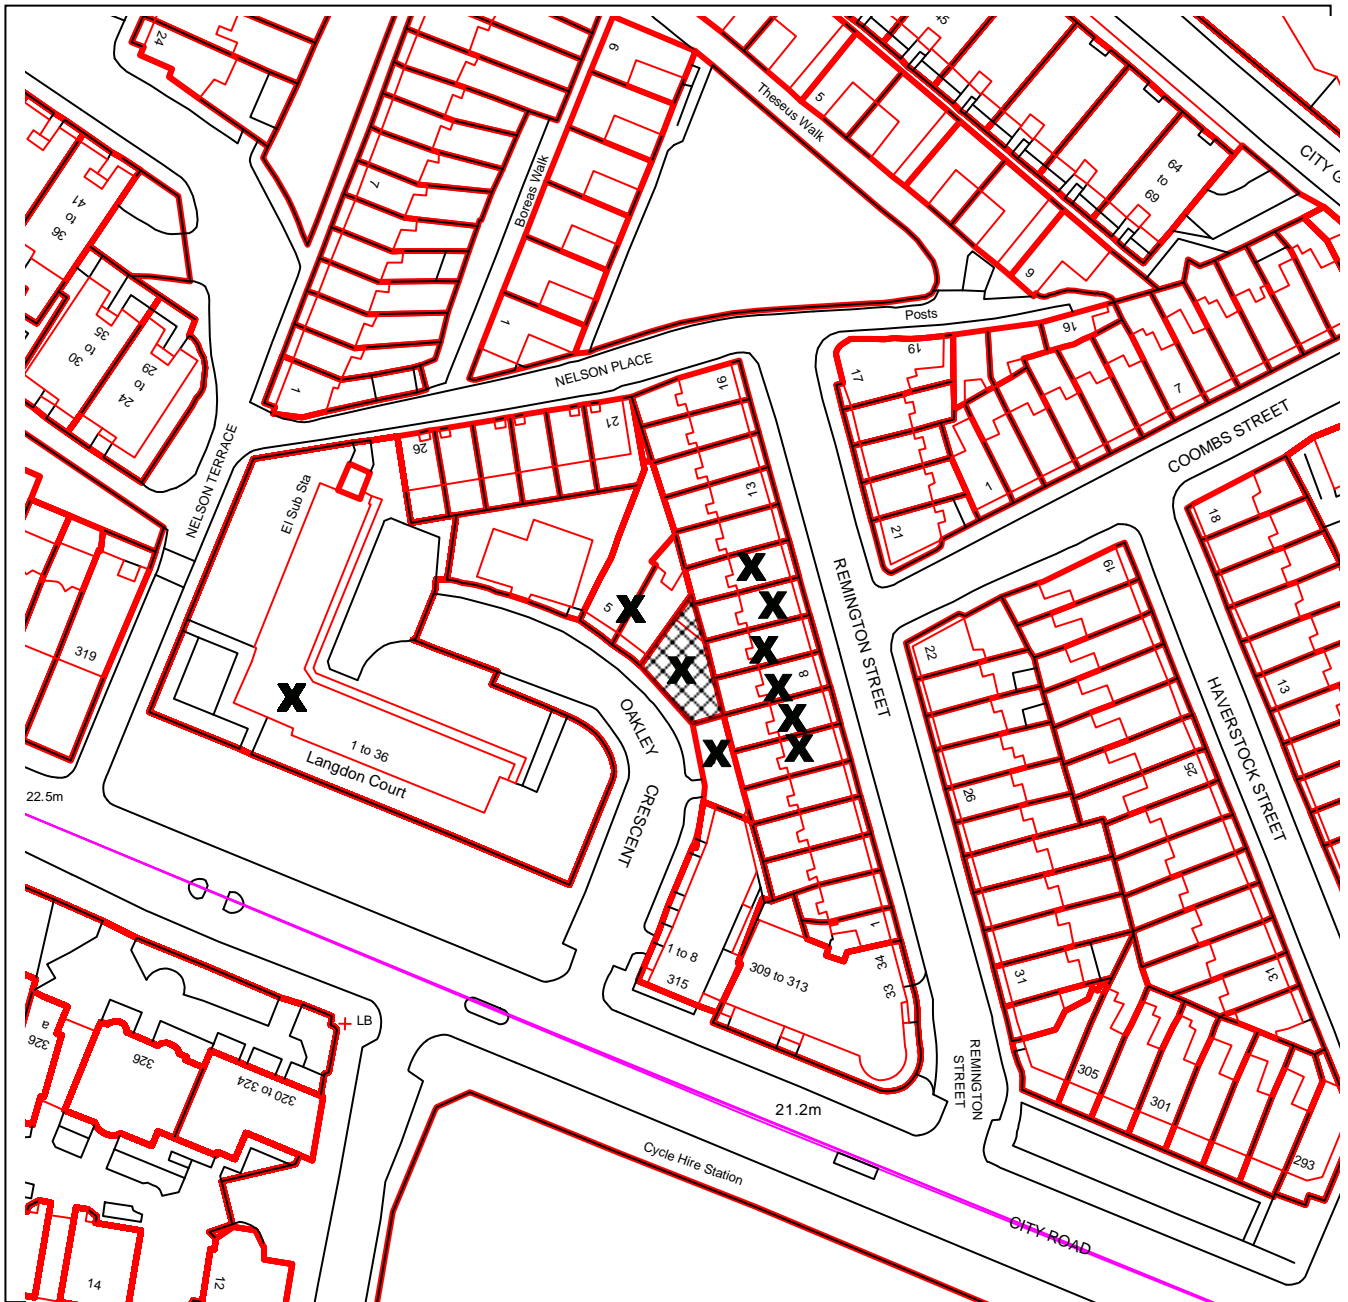 24
6
45
5
Theseus Walk
CITY G
64
to
69
7
Boreas Walk
41
to
36
9
1
Posts
16
35
to
30
29
to
24
1
NELSON PLACE
19
17
7
16
COOMBS STREET
21
26
NELSON TERRACE
El Sub Sta
13
1
18
21
REMINGTON STREET
19
X
X
5
X
X
22
319
X
8
X
X
13
HAVERSTOCK STREET
X
OAKLEY
CRESCENT
X
X
1 to 36
Langdon Court
25
26
22.5m
1
34
33
1 to 8
315
309 to 313
31
31
LB
326
a
326
320 to 324
REMINGTON
STREET
305
301
293
21.2m
Cycle Hire Station
CITY ROAD
14
12